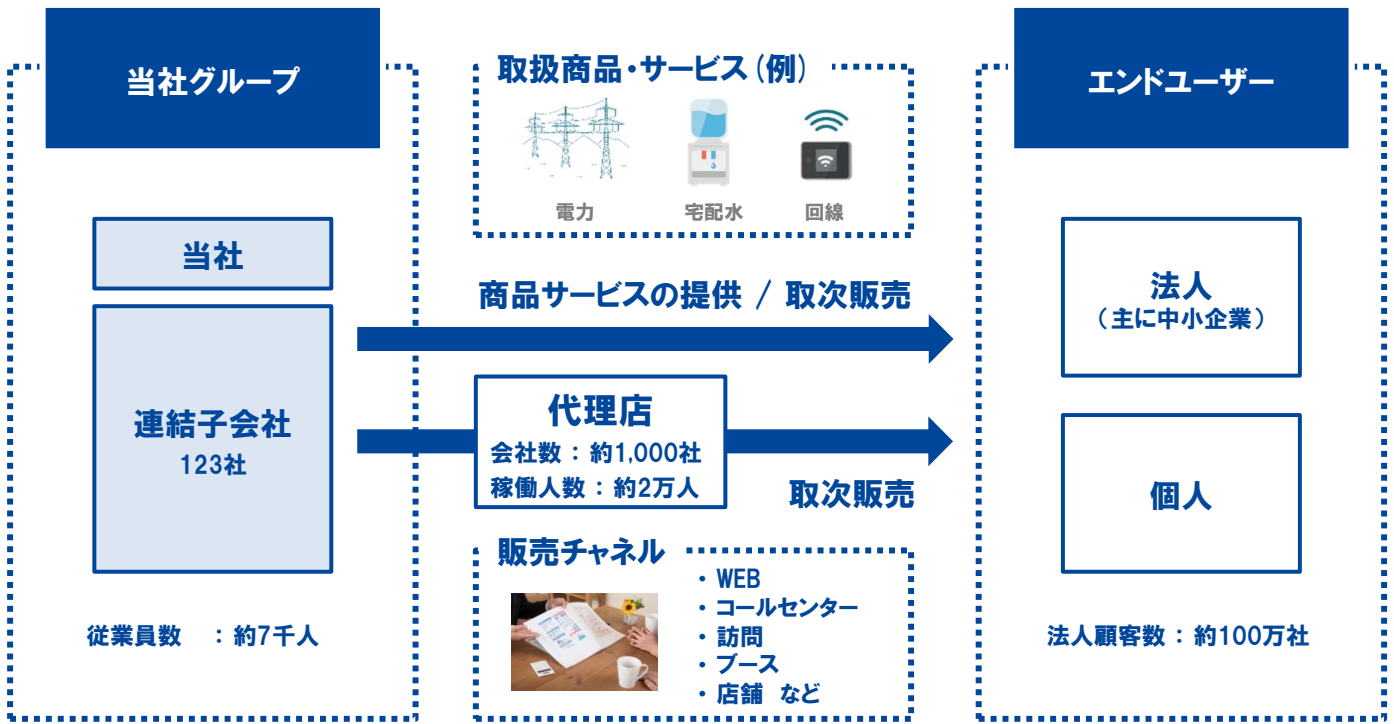 当社グループ
当社
連結子会社
123社
従業員数 : 約7千人
取扱商品・サービス(例)
電力
宅配水
回線
商品サービスの提供 / 取次販売
代理店
会社数 : 約1,000社
稼働人数 : 約2万人
取次販売
販売チャネル
・ WEB
・ コールセンター
・ 訪問
・ ブース
・ 店舗 など
エンドユーザー
法人
(主に中小企業)
個人
法人顧客数 : 約100万社